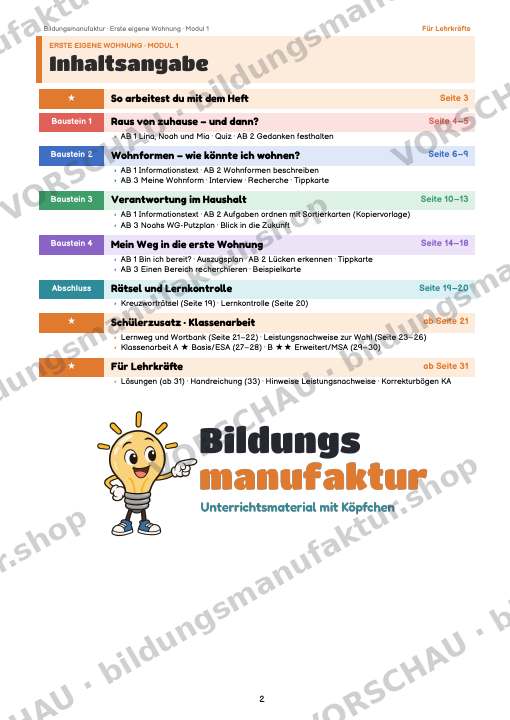 Bildungsmanufaktur · Erste eigene Wohnung · Modul 1
Für Lehrkräfte
ERSTE EIGENE WOHNUNG · MODUL 1
Inhaltsangabe
★ So arbeitest du mit dem Heft Seite 3
Baustein 1 Raus von zuhause – und dann? Seite 4–5
› AB 1 Lina, Noah und Mia · Quiz · AB 2 Gedanken festhalten
Baustein 2 Wohnformen – wie könnte ich wohnen? Seite 6–9
› AB 1 Informationstext · AB 2 Wohnformen beschreiben
› AB 3 Meine Wohnform · Interview · Recherche · Tippkarte
Baustein 3 Verantwortung im Haushalt Seite 10–13
› AB 1 Informationstext · AB 2 Aufgaben ordnen mit Sortierkarten (Kopiervorlage)
› AB 3 Noahs WG-Putzplan · Blick in die Zukunft
Baustein 4 Mein Weg in die erste Wohnung Seite 14–18
› AB 1 Bin ich bereit? · Auszugsplan · AB 2 Lücken erkennen · Tippkarte
› AB 3 Einen Bereich recherchieren · Beispielkarte
Abschluss Rätsel und Lernkontrolle Seite 19–20
› Kreuzworträtsel (Seite 19) · Lernkontrolle (Seite 20)
★ Schülerzusatz · Klassenarbeit ab Seite 21
› Lernweg und Wortbank (Seite 21–22) · Leistungsnachweise zur Wahl (Seite 23–26)
› Klassenarbeit A ★ Basis/ESA (27–28) · B ★★ Erweitert/MSA (29–30)
★ Für Lehrkräfte ab Seite 31
› Lösungen (ab 31) · Handreichung (33) · Hinweise Leistungsnachweise · Korrekturbögen KA
Bildungs
manufaktur
Unterrichtsmaterial mit Köpfchen
VORSCHAU · bildungsmanufaktur.shop
2